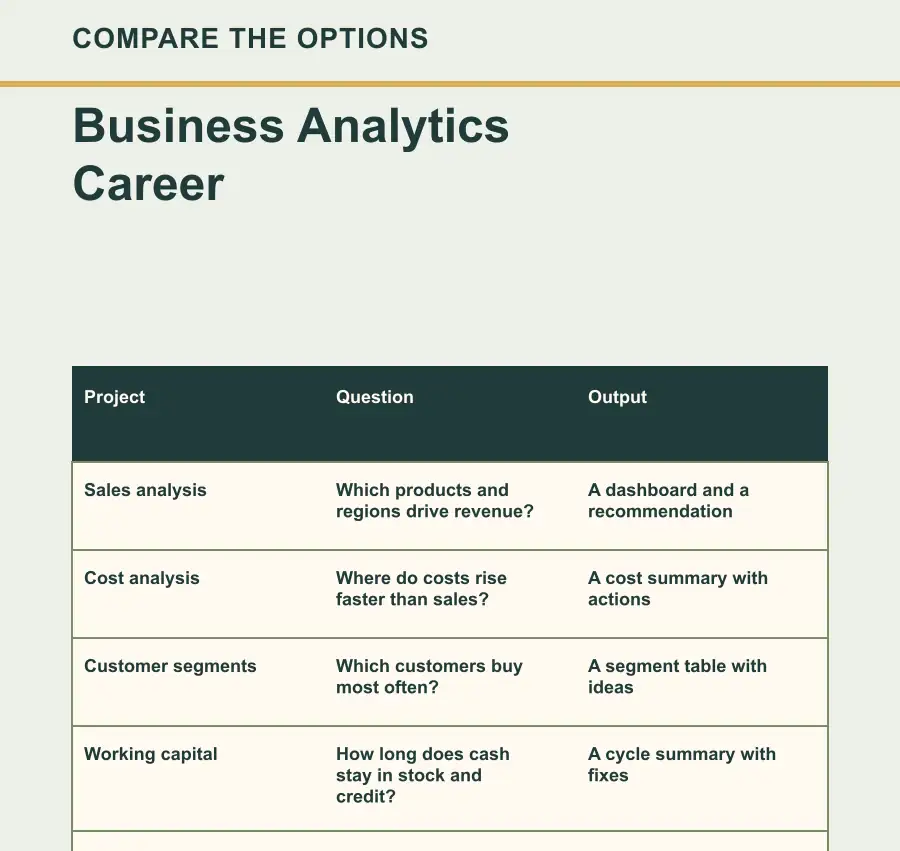 COMPARE THE OPTIONS
Business Analytics
Career
Project
Question
Output
Sales analysis
Which products and
regions drive revenue?
A dashboard and a
recommendation
Cost analysis
Where do costs rise
faster than sales?
A cost summary with
actions
Customer segments
Which customers buy
most often?
A segment table with
ideas
Working capital
How long does cash
stay in stock and
credit?
A cycle summary with
fixes